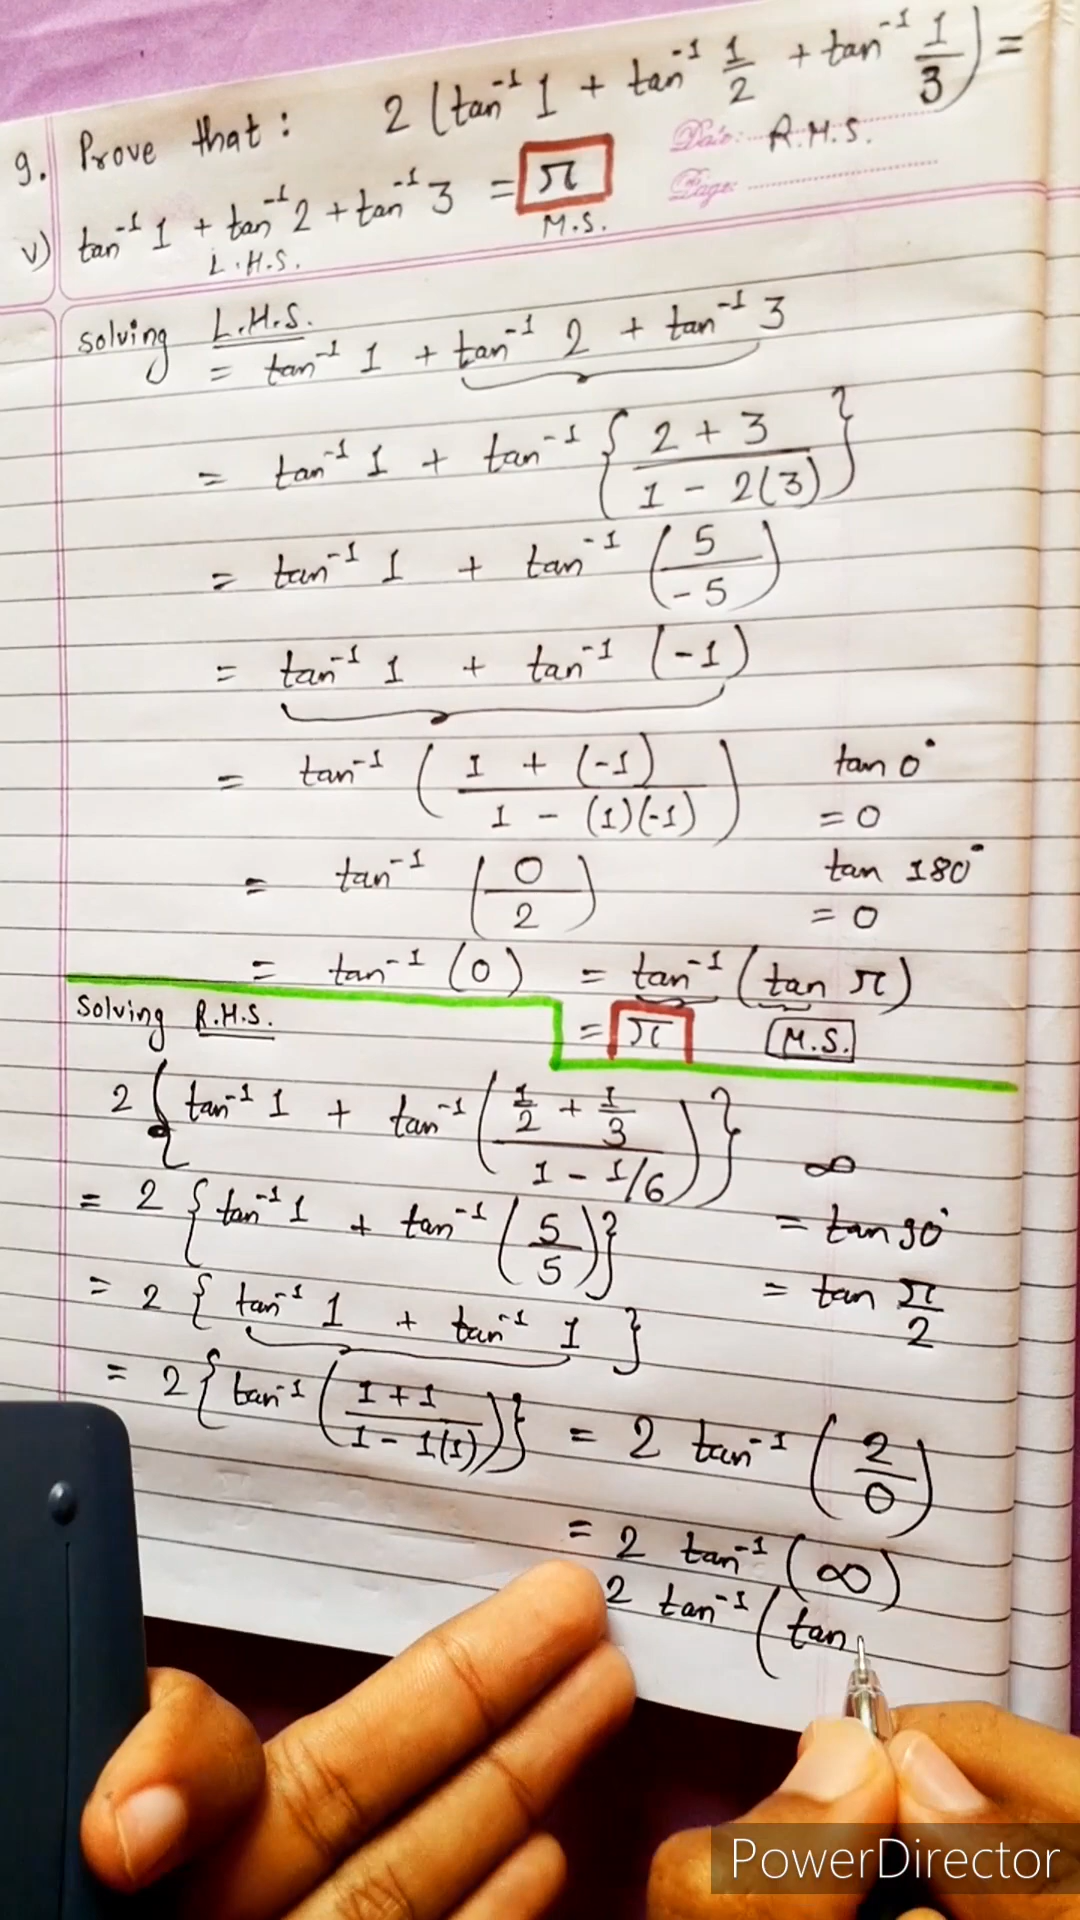 9. Prove that : 2 (tan⁻¹ 1 + tan⁻¹ 1/2 + tan⁻¹ 1/3) =
Date: R.H.S.
Page:
v) tan⁻¹ 1 + tan⁻¹ 2 + tan⁻¹ 3 = π
L.H.S. M.S.
solving L.H.S.
= tan⁻¹ 1 + tan⁻¹ 2 + tan⁻¹ 3
= tan⁻¹ 1 + tan⁻¹ { (2 + 3) / (1 - 2(3)) }
= tan⁻¹ 1 + tan⁻¹ (5/-5)
= tan⁻¹ 1 + tan⁻¹ (-1)
= tan⁻¹ ( (1 + (-1)) / (1 - (1)(-1)) ) tan 0°
= 0
= tan⁻¹ (0/2) tan 180°
= 0
= tan⁻¹ (0) = tan⁻¹ (tan π)
= π M.S.
Solving R.H.S.
2 { tan⁻¹ 1 + tan⁻¹ ( (1/2 + 1/3) / (1 - 1/6) ) } ∞
= 2 { tan⁻¹ 1 + tan⁻¹ (5/5) } = tan 90°
= 2 { tan⁻¹ 1 + tan⁻¹ 1 } = tan π/2
= 2 { tan⁻¹ ( (1 + 1) / (1 - 1(1)) ) } = 2 tan⁻¹ (2/0)
= 2 tan⁻¹ (∞)
2 tan⁻¹ (tan
PowerDirector